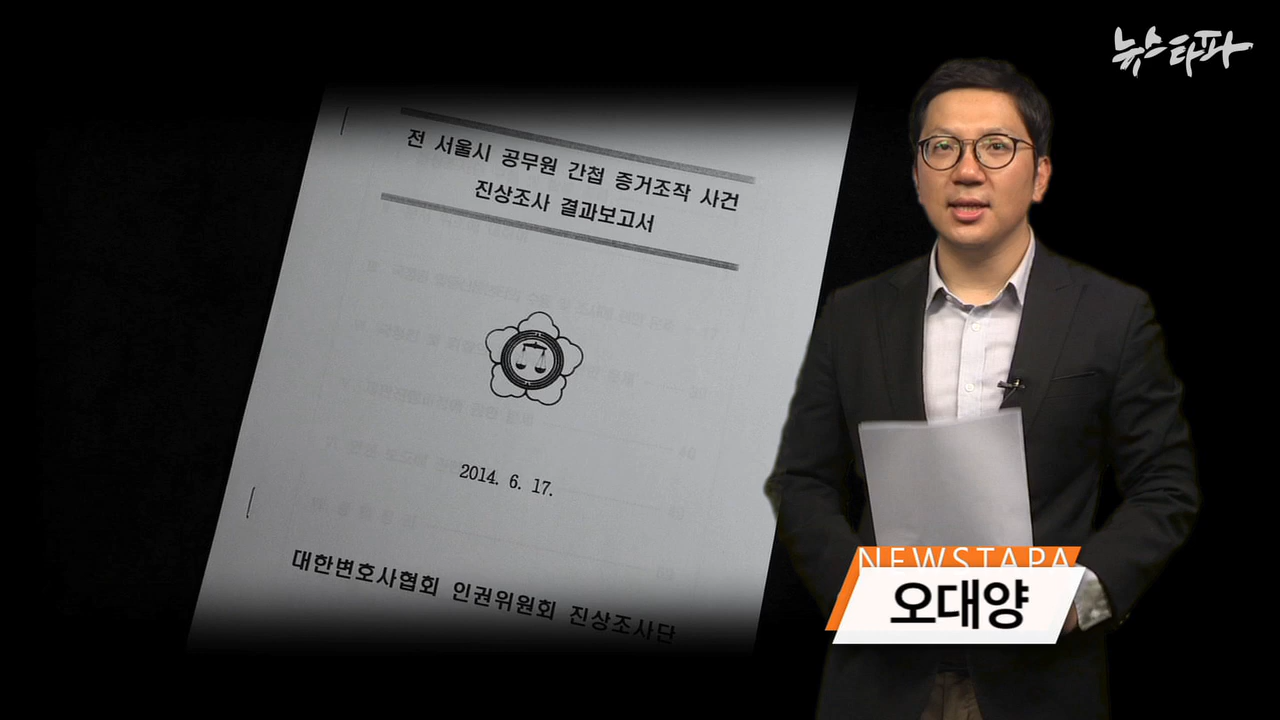 뉴스타파
전 서울시 공무원 간첩 증거조작 사건
진상조사 결과보고서
2014. 6. 17.
대한변호사협회 인권위원회 진상조사단
NEWSTAPA
오대양